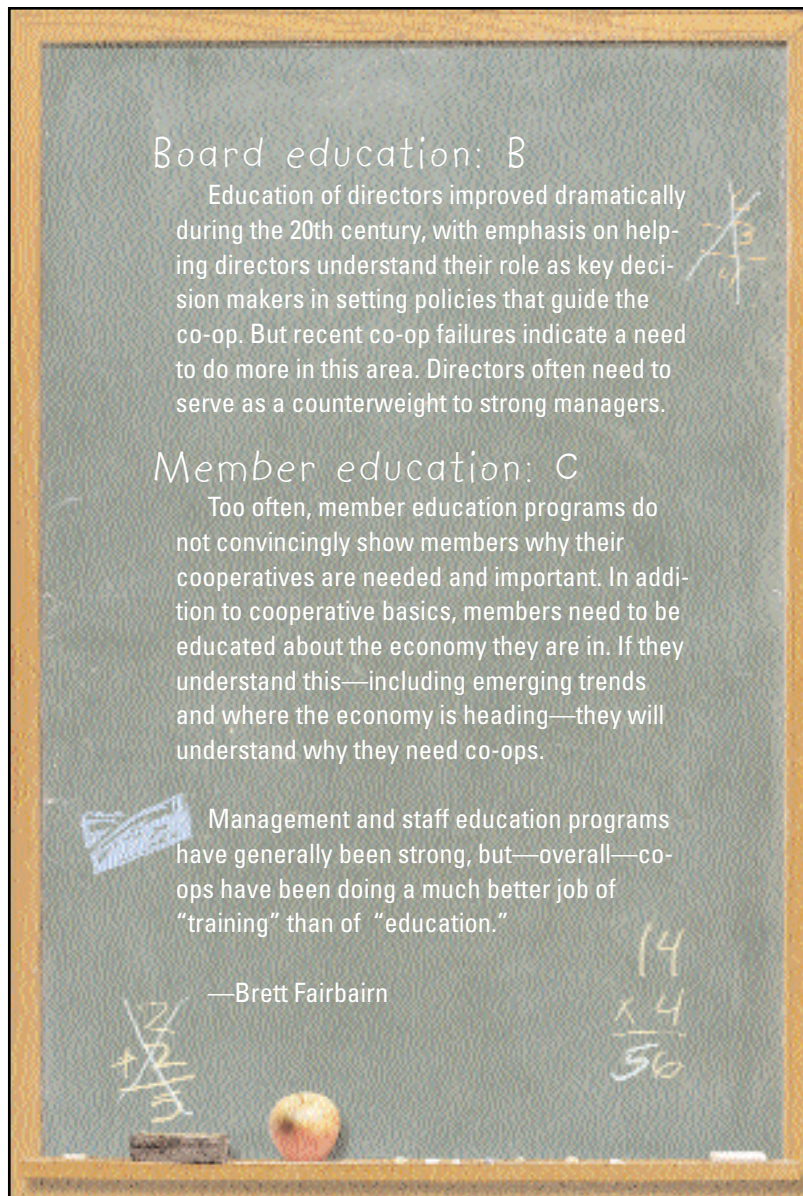 Board education: B
Education of directors improved dramatically
during the 20th century, with emphasis on help-
ing directors understand their role as key deci-
sion makers in setting policies that guide the
co-op. But recent co-op failures indicate a need
to do more in this area. Directors often need to
serve as a counterweight to strong managers.
Member education: C
Too often, member education programs do
not convincingly show members why their
cooperatives are needed and important. In addi-
tion to cooperative basics, members need to be
educated about the economy they are in. If they
understand this—including emerging trends
and where the economy is heading—they will
understand why they need co-ops.
Management and staff education programs
have generally been strong, but—overall—co-
ops have been doing a much better job of
“training” than of “education.”
—Brett Fairbairn
14
x 4
56
2
+ 2
5